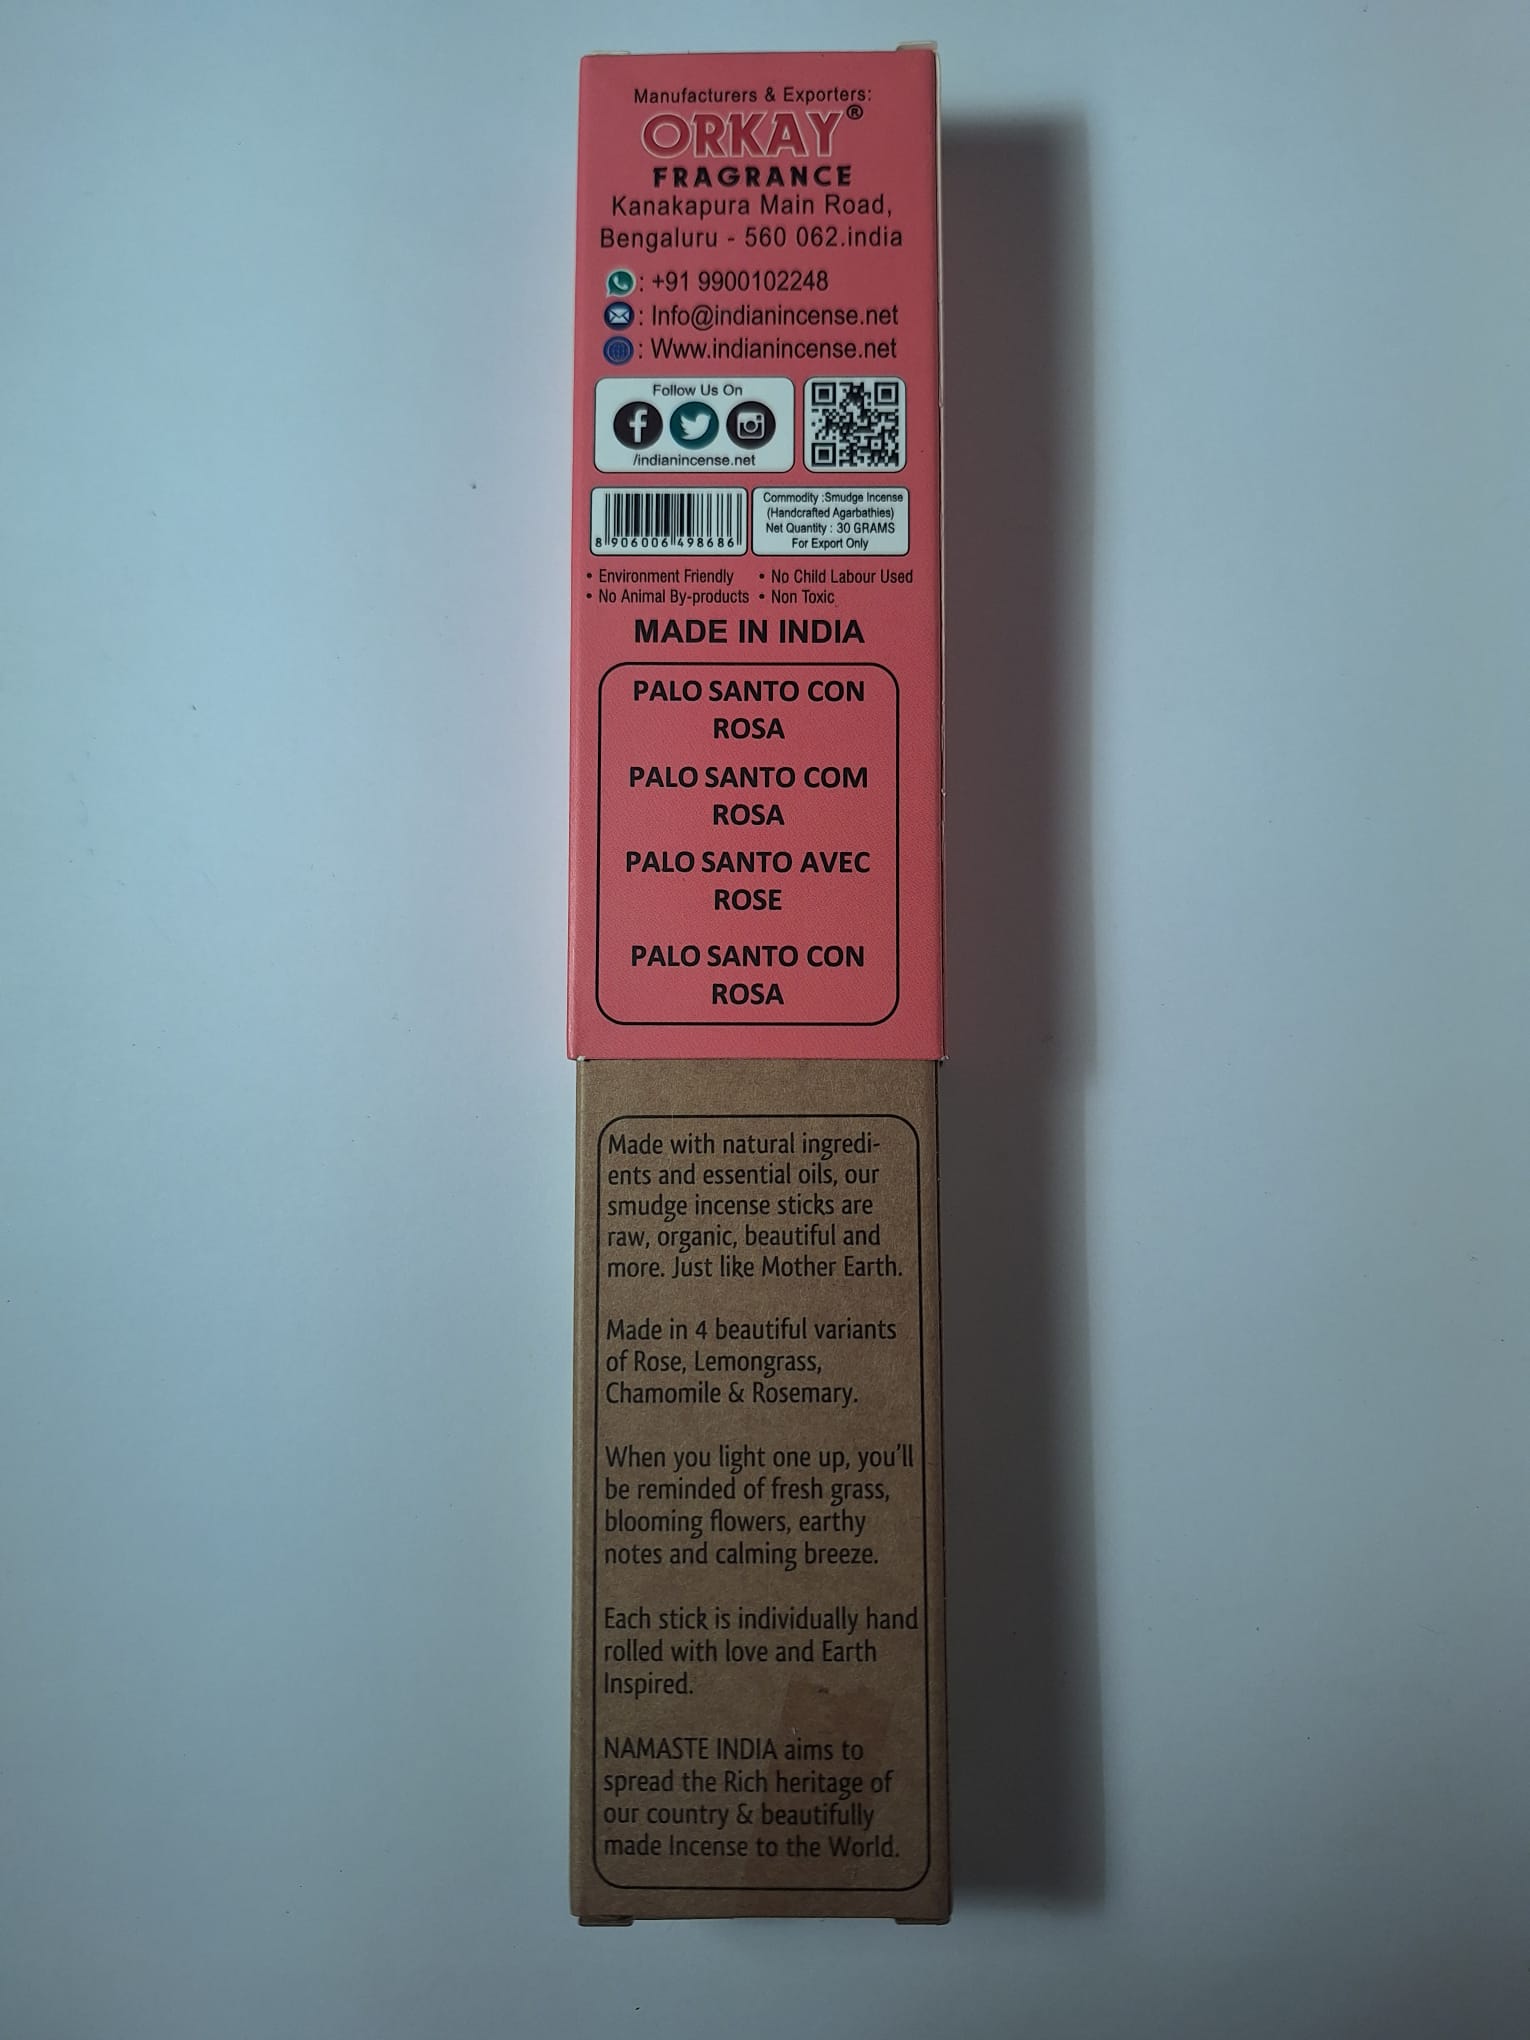 Manufacturers & Exporters:
ORKAY®
FRAGRANCE
Kanakapura Main Road,
Bengaluru - 560 062.india
: +91 9900102248
: Info@indianincense.net
: Www.indianincense.net
Follow Us On
/indianincense.net
8 906006 498686
Commodity :Smudge Incense
(Handcrafted Agarbathies)
Net Quantity : 30 GRAMS
For Export Only
• Environment Friendly • No Child Labour Used
• No Animal By-products • Non Toxic
MADE IN INDIA
PALO SANTO CON
ROSA
PALO SANTO COM
ROSA
PALO SANTO AVEC
ROSE
PALO SANTO CON
ROSA
Made with natural ingredi-
ents and essential oils, our
smudge incense sticks are
raw, organic, beautiful and
more. Just like Mother Earth.
Made in 4 beautiful variants
of Rose, Lemongrass,
Chamomile & Rosemary.
When you light one up, you'll
be reminded of fresh grass,
blooming flowers, earthy
notes and calming breeze.
Each stick is individually hand
rolled with love and Earth
Inspired.
NAMASTE INDIA aims to
spread the Rich heritage of
our country & beautifully
made Incense to the World.